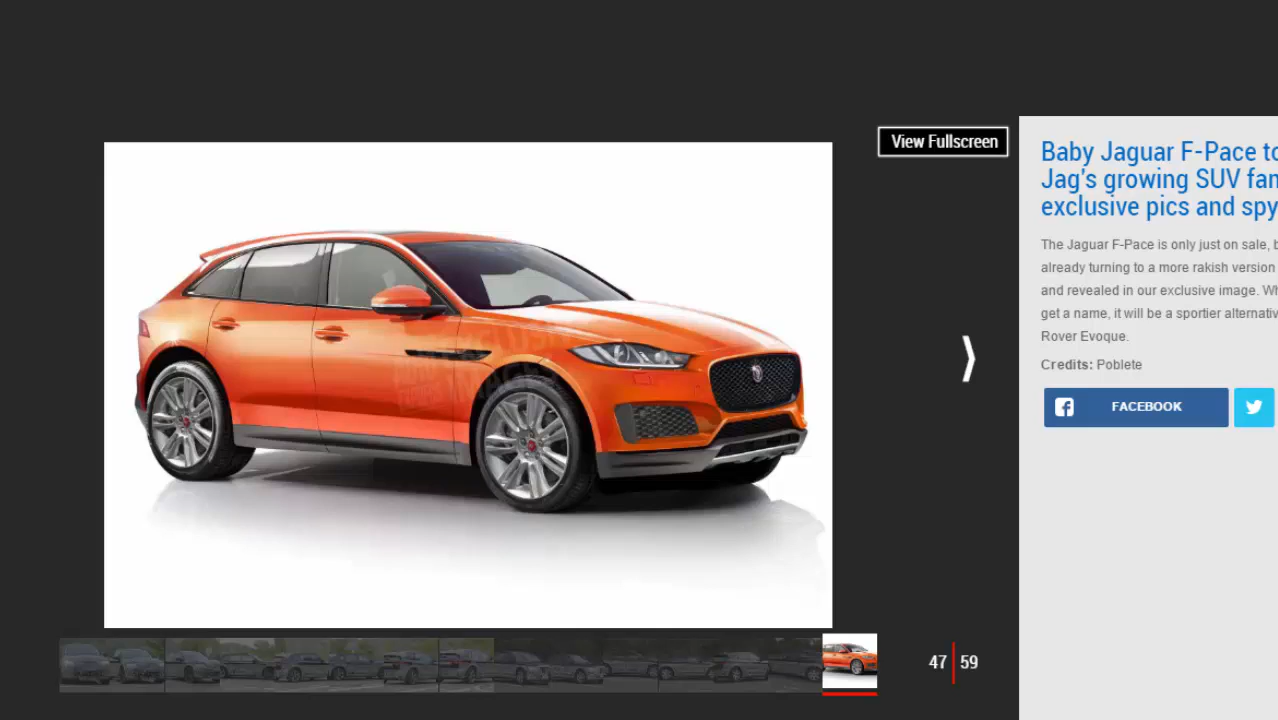 View Fullscreen
Baby Jaguar F-Pace to
Jag's growing SUV fan
exclusive pics and spy
The Jaguar F-Pace is only just on sale, b
already turning to a more rakish version
and revealed in our exclusive image. Wh
get a name, it will be a sportier alternativ
Rover Evoque.
Credits: Poblete
FACEBOOK
47 59